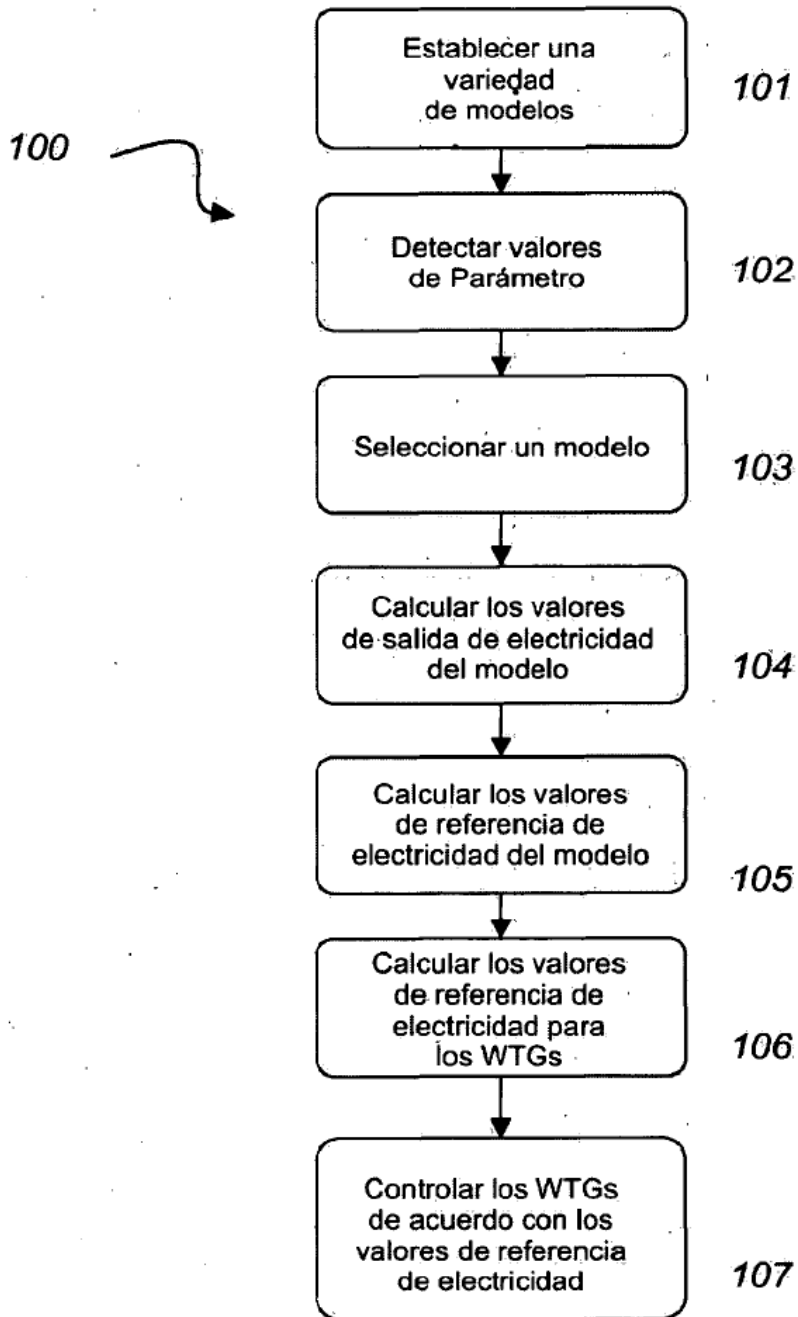 Establecer una
variedad
de modelos
101
100
Detectar valores
de Parámetro
102
Seleccionar un modelo
103
Calcular los valores
de salida de electricidad
del modelo
104
Calcular los valores
de referencia de
electricidad del modelo
105
Calcular los valores
de referencia de
electricidad para
los WTGs
106
Controlar los WTGs
de acuerdo con los
valores de referencia
de electricidad
107